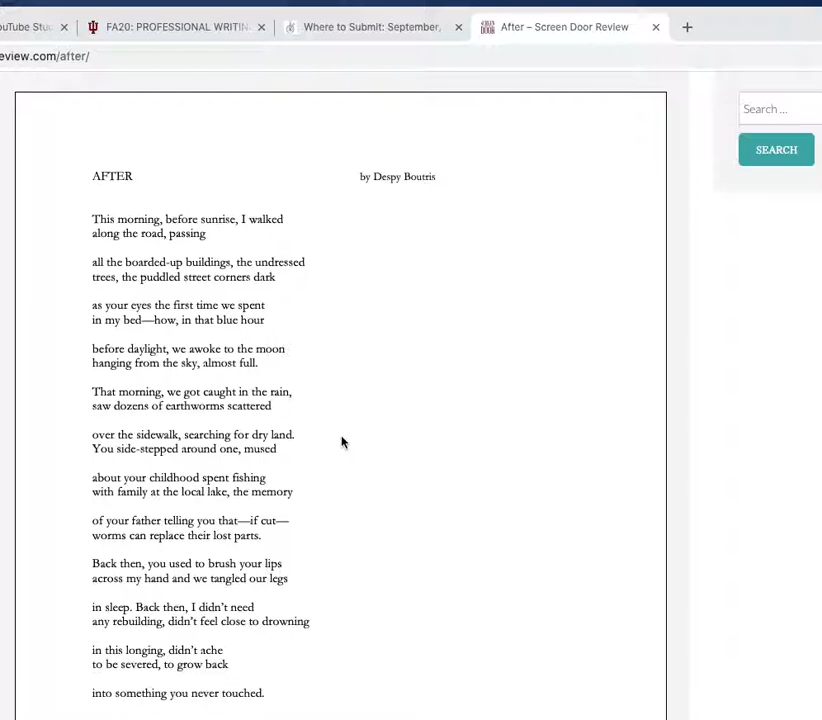 ouTube Stud
FA20: PROFESSIONAL WRITIN
Where to Submit: September,
After – Screen Door Review
eview.com/after/
Search ...
SEARCH
AFTER
by Despy Boutris
This morning, before sunrise, I walked
along the road, passing
all the boarded-up buildings, the undressed
trees, the puddled street corners dark
as your eyes the first time we spent
in my bed—how, in that blue hour
before daylight, we awoke to the moon
hanging from the sky, almost full.
That morning, we got caught in the rain,
saw dozens of earthworms scattered
over the sidewalk, searching for dry land.
You side-stepped around one, mused
about your childhood spent fishing
with family at the local lake, the memory
of your father telling you that—if cut—
worms can replace their lost parts.
Back then, you used to brush your lips
across my hand and we tangled our legs
in sleep. Back then, I didn't need
any rebuilding, didn't feel close to drowning
in this longing, didn't ache
to be severed, to grow back
into something you never touched.